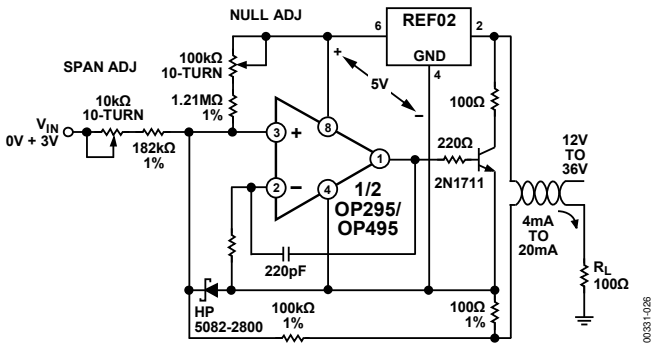 NULL ADJ
REF02
6
2
GND
4
100kΩ
10-TURN
+
5V
−
100Ω
SPAN ADJ
10kΩ
10-TURN
1.21MΩ
1%
VIN
0V + 3V
182kΩ
1%
3
+
8
2
−
4
1
1/2
OP295/
OP495
220Ω
2N1711
12V
TO
36V
4mA
TO
20mA
RL
100Ω
220pF
HP
5082-2800
100kΩ
1%
100Ω
1%
00331-026